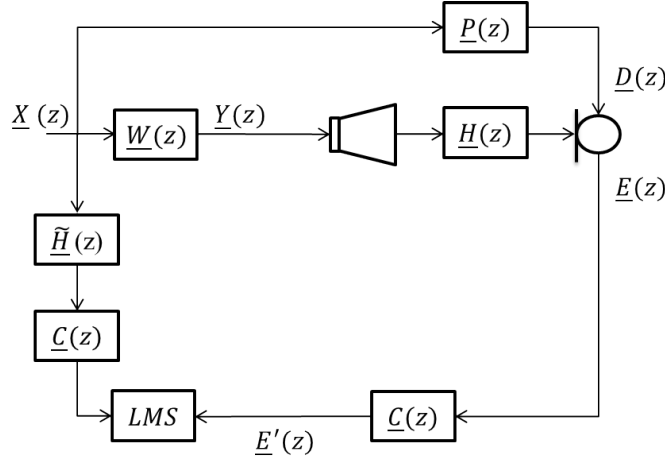 P(z)
D(z)
X (z)
W(z)
Y(z)
H(z)
E(z)
H̃(z)
C(z)
LMS
E'(z)
C(z)